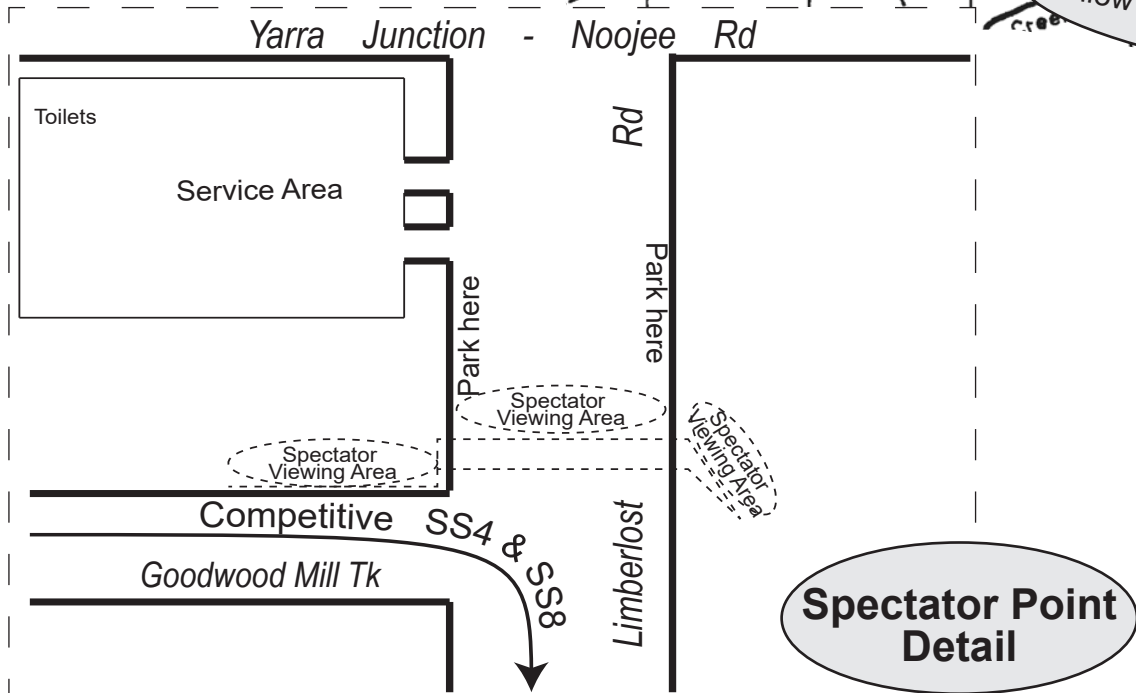 Yarra Junction - Noojee Rd
Toilets
Service Area
Rd
Park here
Park here
Spectator
Viewing Area
Spectator
Viewing Area
Spectator
Viewing Area
Competitive SS4 & SS8
Goodwood Mill Tk
Limberlost
Spectator Point
Detail